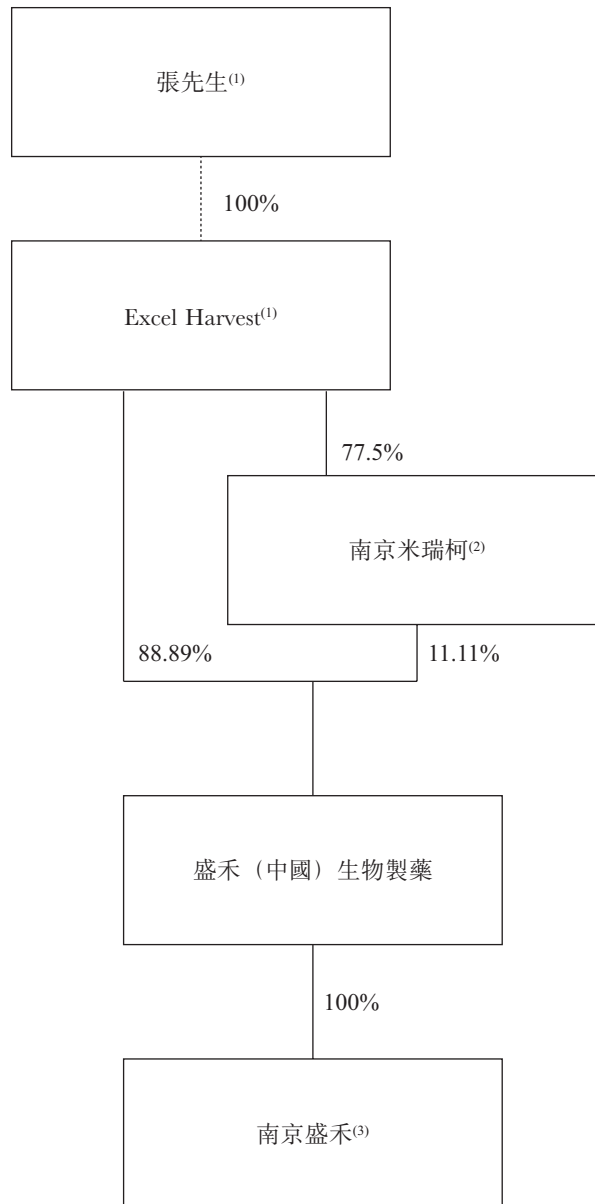 張先生(1)
100%
Excel Harvest(1)
77.5%
南京米瑞柯(2)
88.89%
11.11%
盛禾（中國）生物製藥
100%
南京盛禾(3)